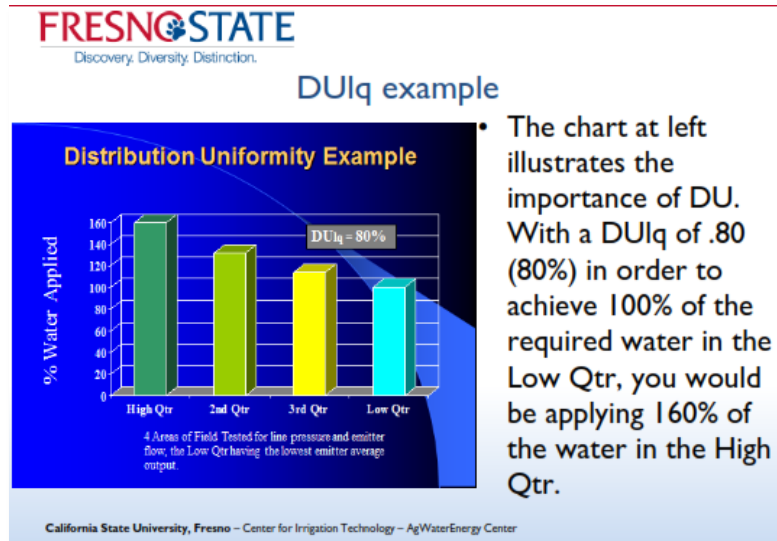 FRESNO STATE
Discovery. Diversity. Distinction.
DUlq example
Distribution Uniformity Example
% Water Applied
160
140
120
100
80
60
40
20
0
DUlq = 80%
High Qtr 2nd Qtr 3rd Qtr Low Qtr
4 Areas of Field Tested for line pressure and emitter
flow, the Low Qtr having the lowest emitter average
output.
• The chart at left
illustrates the
importance of DU.
With a DUlq of .80
(80%) in order to
achieve 100% of the
required water in the
Low Qtr, you would
be applying 160% of
the water in the High
Qtr.
California State University, Fresno – Center for Irrigation Technology – AgWaterEnergy Center